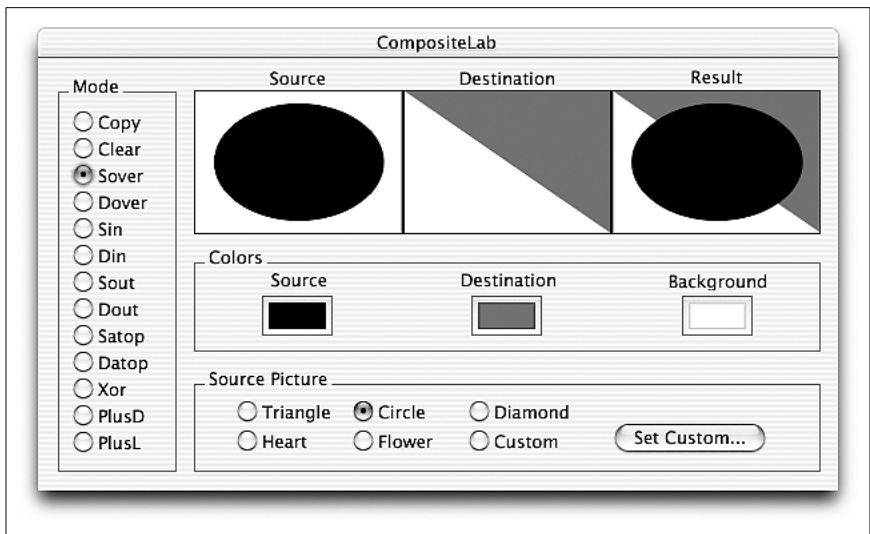 CompositeLab
Mode
Copy
Clear
Sover
Dover
Sin
Din
Sout
Dout
Satop
Datop
Xor
PlusD
PlusL
Source Destination Result
Colors
Source Destination Background
Source Picture
Triangle Circle Diamond
Heart Flower Custom
Set Custom...